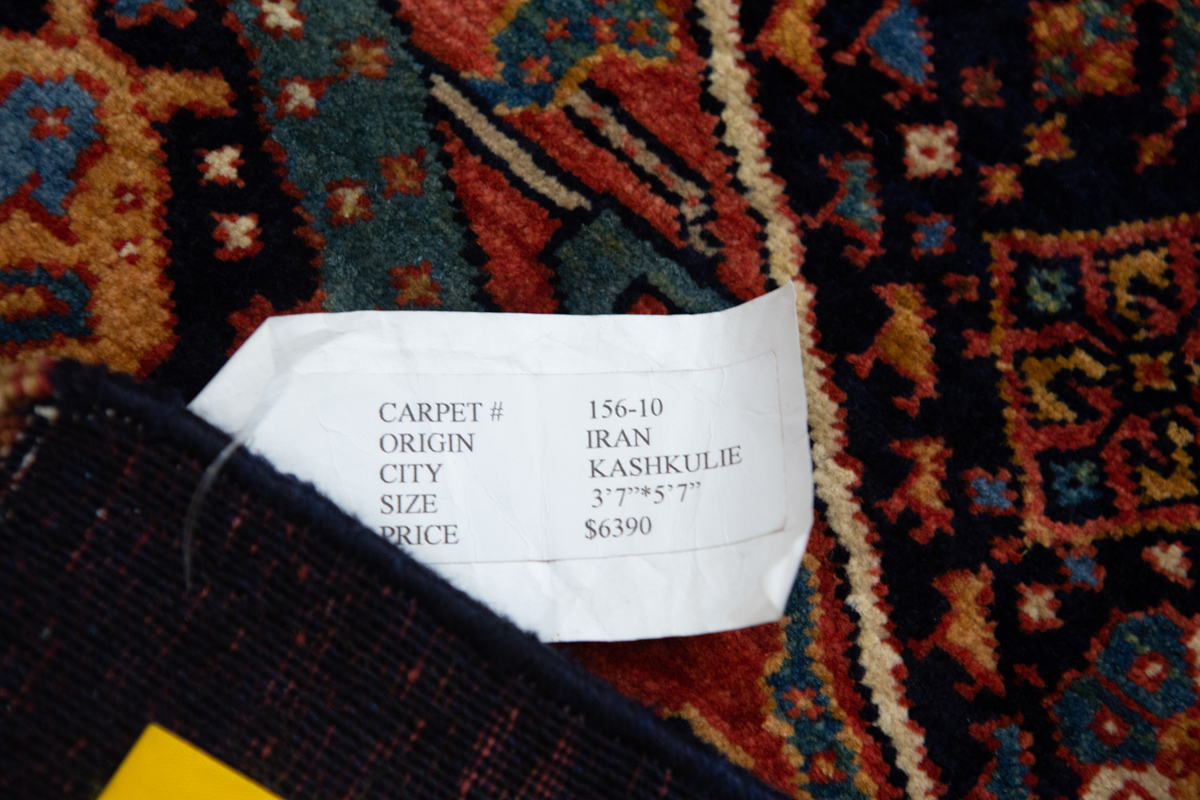 CARPET # 156-10
ORIGIN IRAN
CITY KASHKULIE
SIZE 3’7”*5’7”
PRICE $6390